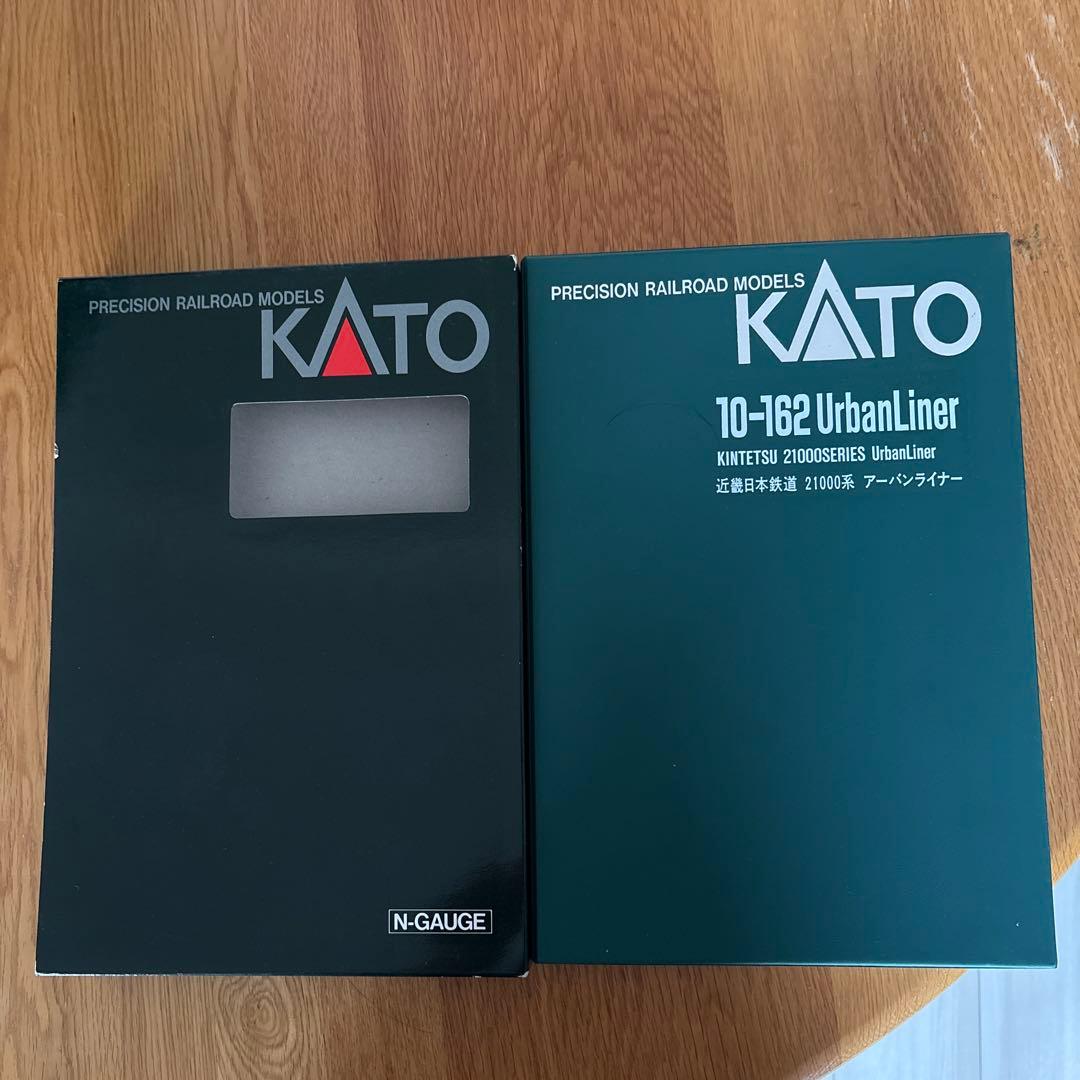 PRECISION RAILROAD MODELS
KATO
N-GAUGE
PRECISION RAILROAD MODELS
KATO
10-162 UrbanLiner
KINTETSU 21000SERIES UrbanLiner
近畿日本鉄道 21000系 アーバンライナー